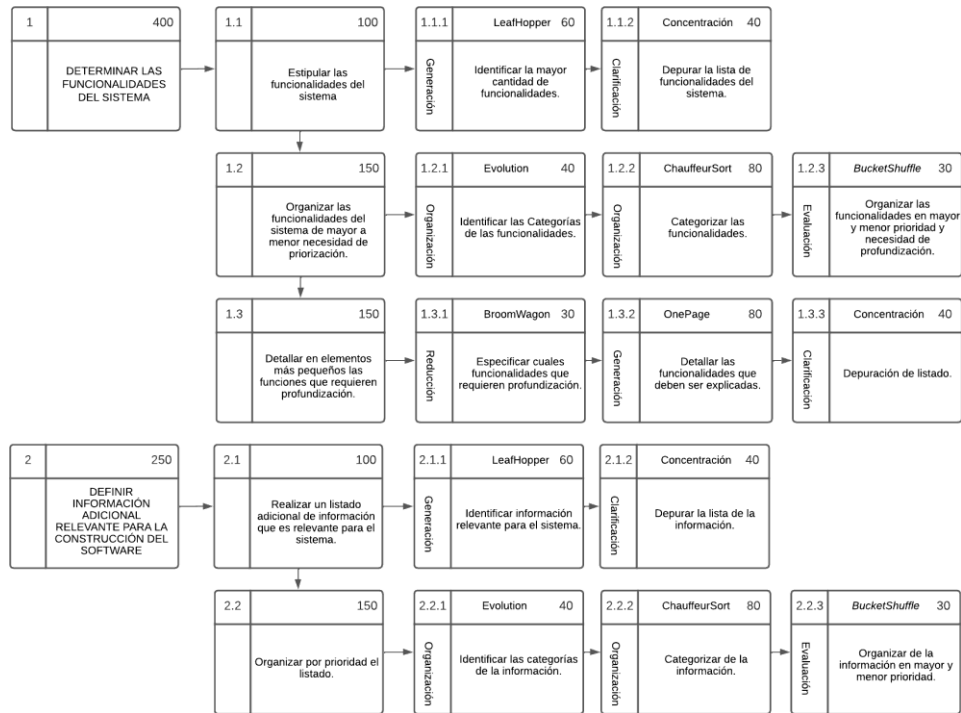 1 400
DETERMINAR LAS
FUNCIONALIDADES
DEL SISTEMA
1.1 100
Estipular las
funcionalidades del
sistema
1.1.1 LeafHopper 60
Generación
Identificar la mayor
cantidad de
funcionalidades.
1.1.2 Concentración 40
Clarificación
Depurar la lista de
funcionalidades del
sistema.
1.2 150
Organizar las
funcionalidades del
sistema de mayor a
menor necesidad de
priorización.
1.2.1 Evolution 40
Organización
Identificar las Categorías
de las funcionalidades.
1.2.2 ChauffeurSort 80
Organización
Categorizar las
funcionalidades.
1.2.3 BucketShuffle 30
Evaluación
Organizar las
funcionalidades en mayor
y menor prioridad y
necesidad de
profundización.
1.3 150
Detallar en elementos
más pequeños las
funciones que requieren
profundización.
1.3.1 BroomWagon 30
Reducción
Especificar cuales
funcionalidades que
requieren profundización.
1.3.2 OnePage 80
Generación
Detallar las
funcionalidades que
deben ser explicadas.
1.3.3 Concentración 40
Clarificación
Depuración de listado.
2 250
DEFINIR
INFORMACIÓN
ADICIONAL
RELEVANTE PARA LA
CONSTRUCCIÓN DEL
SOFTWARE
2.1 100
Realizar un listado
adicional de información
que es relevante para el
sistema.
2.1.1 LeafHopper 60
Generación
Identificar información
relevante para el sistema.
2.1.2 Concentración 40
Clarificación
Depurar la lista de la
información.
2.2 150
Organizar por prioridad el
listado.
2.2.1 Evolution 40
Organización
Identificar las categorías
de la información.
2.2.2 ChauffeurSort 80
Organización
Categorizar de la
información.
2.2.3 BucketShuffle 30
Evaluación
Organizar de la
información en mayor y
menor prioridad.